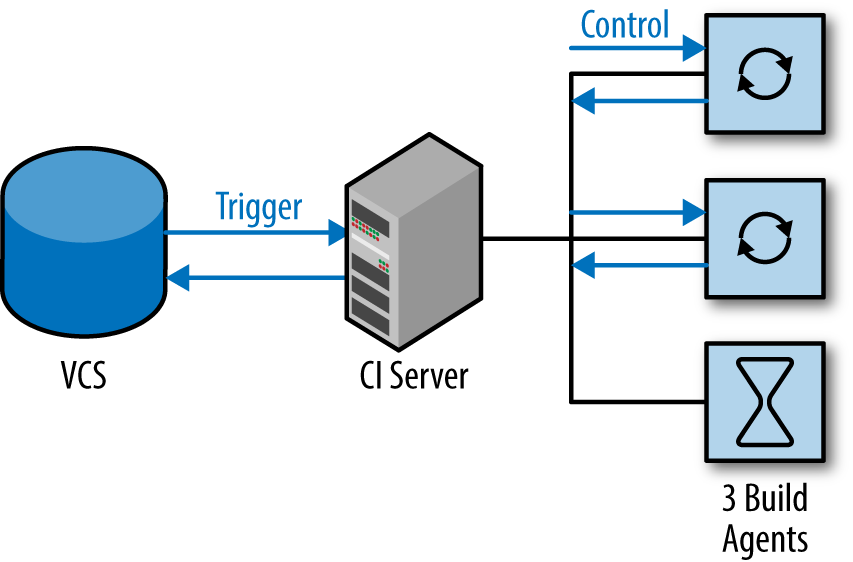 Control
Trigger
VCS
CI Server
3 Build
Agents